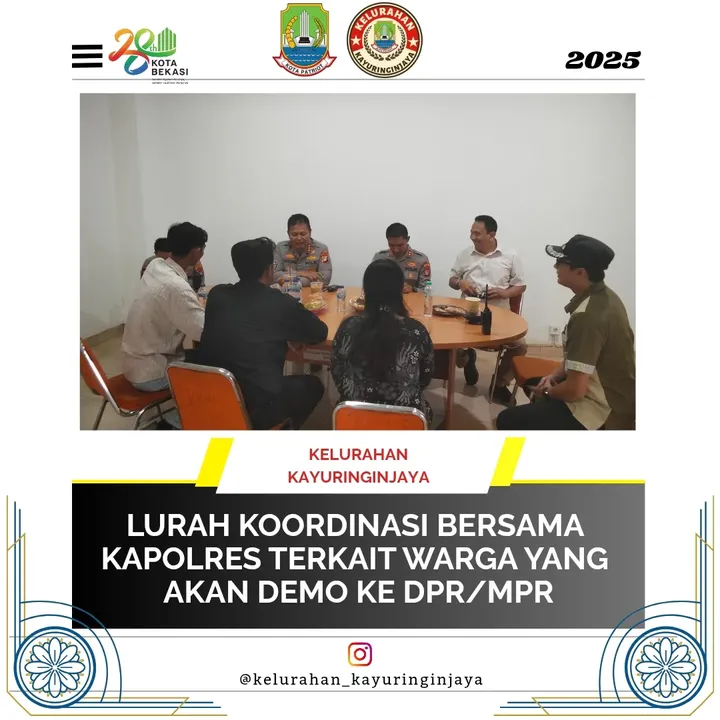 28th
KOTA
BEKASI
KOTA PATRIOT
KELURAHAN
KAYURINGINJAYA
2025
KELURAHAN
KAYURINGINJAYA
LURAH KOORDINASI BERSAMA
KAPOLRES TERKAIT WARGA YANG
AKAN DEMO KE DPR/MPR
@kelurahan_kayuringinjaya